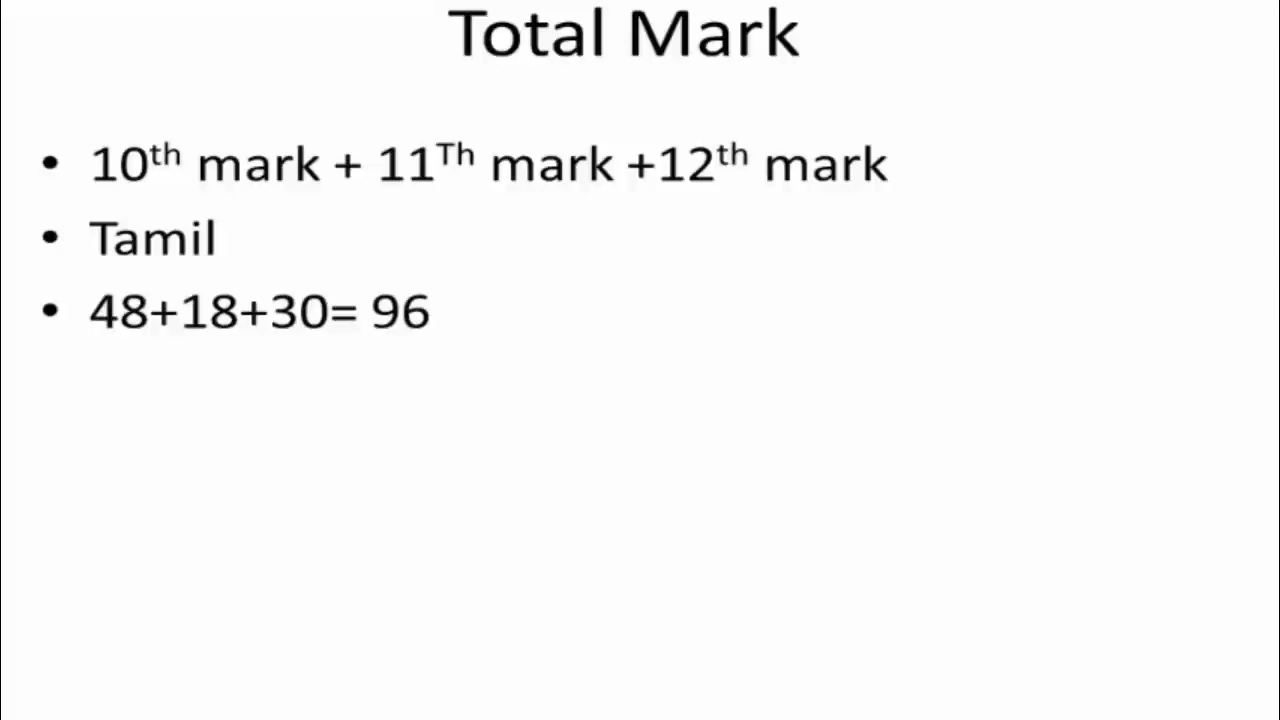 Total Mark
• 10th mark + 11Th mark +12th mark
• Tamil
• 48+18+30= 96